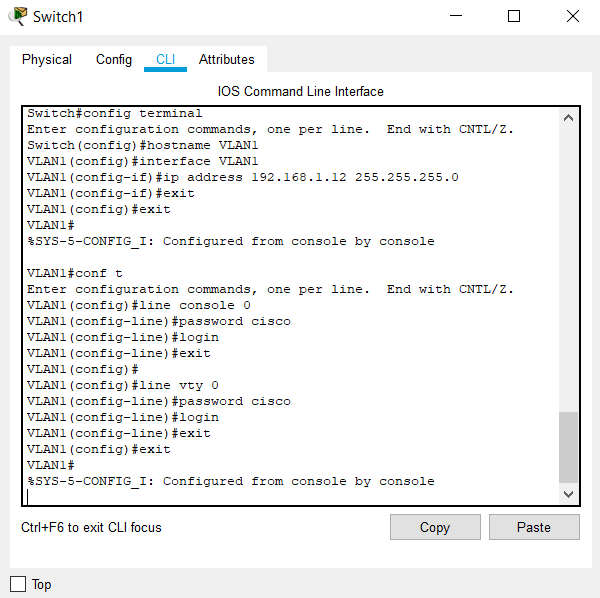 Switch1
Physical Config CLI Attributes
IOS Command Line Interface
Switch#config terminal
Enter configuration commands, one per line.  End with CNTL/Z.
Switch(config)#hostname VLAN1
VLAN1(config)#interface VLAN1
VLAN1(config-if)#ip address 192.168.1.12 255.255.255.0
VLAN1(config-if)#exit
VLAN1(config)#exit
VLAN1#
%SYS-5-CONFIG_I: Configured from console by console
VLAN1#conf t
Enter configuration commands, one per line.  End with CNTL/Z.
VLAN1(config)#line console 0
VLAN1(config-line)#password cisco
VLAN1(config-line)#login
VLAN1(config-line)#exit
VLAN1(config)#
VLAN1(config)#line vty 0
VLAN1(config-line)#password cisco
VLAN1(config-line)#login
VLAN1(config-line)#exit
VLAN1(config)#exit
VLAN1#
%SYS-5-CONFIG_I: Configured from console by console
Ctrl+F6 to exit CLI focus
Copy Paste
Top